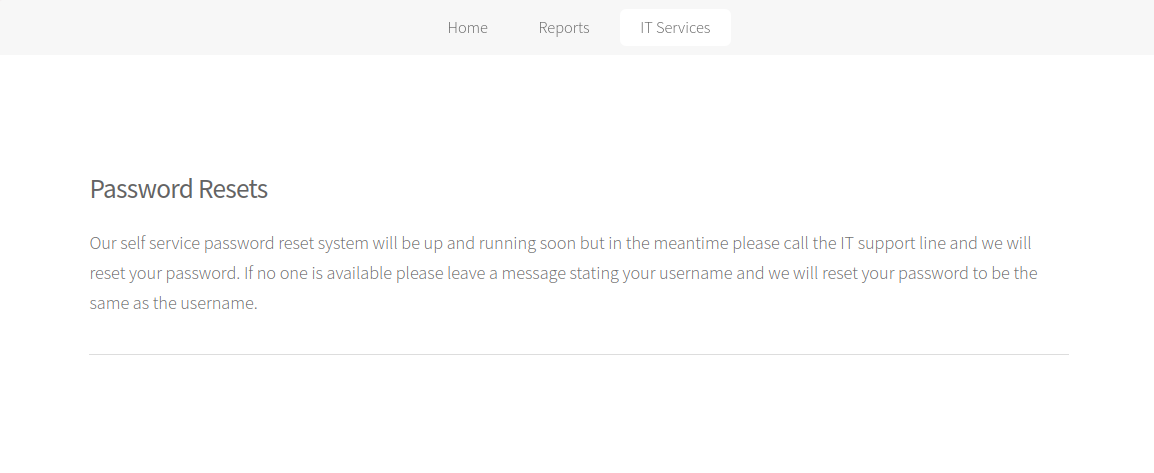 Home Reports IT Services
Password Resets
Our self service password reset system will be up and running soon but in the meantime please call the IT support line and we will
reset your password. If no one is available please leave a message stating your username and we will reset your password to be the
same as the username.